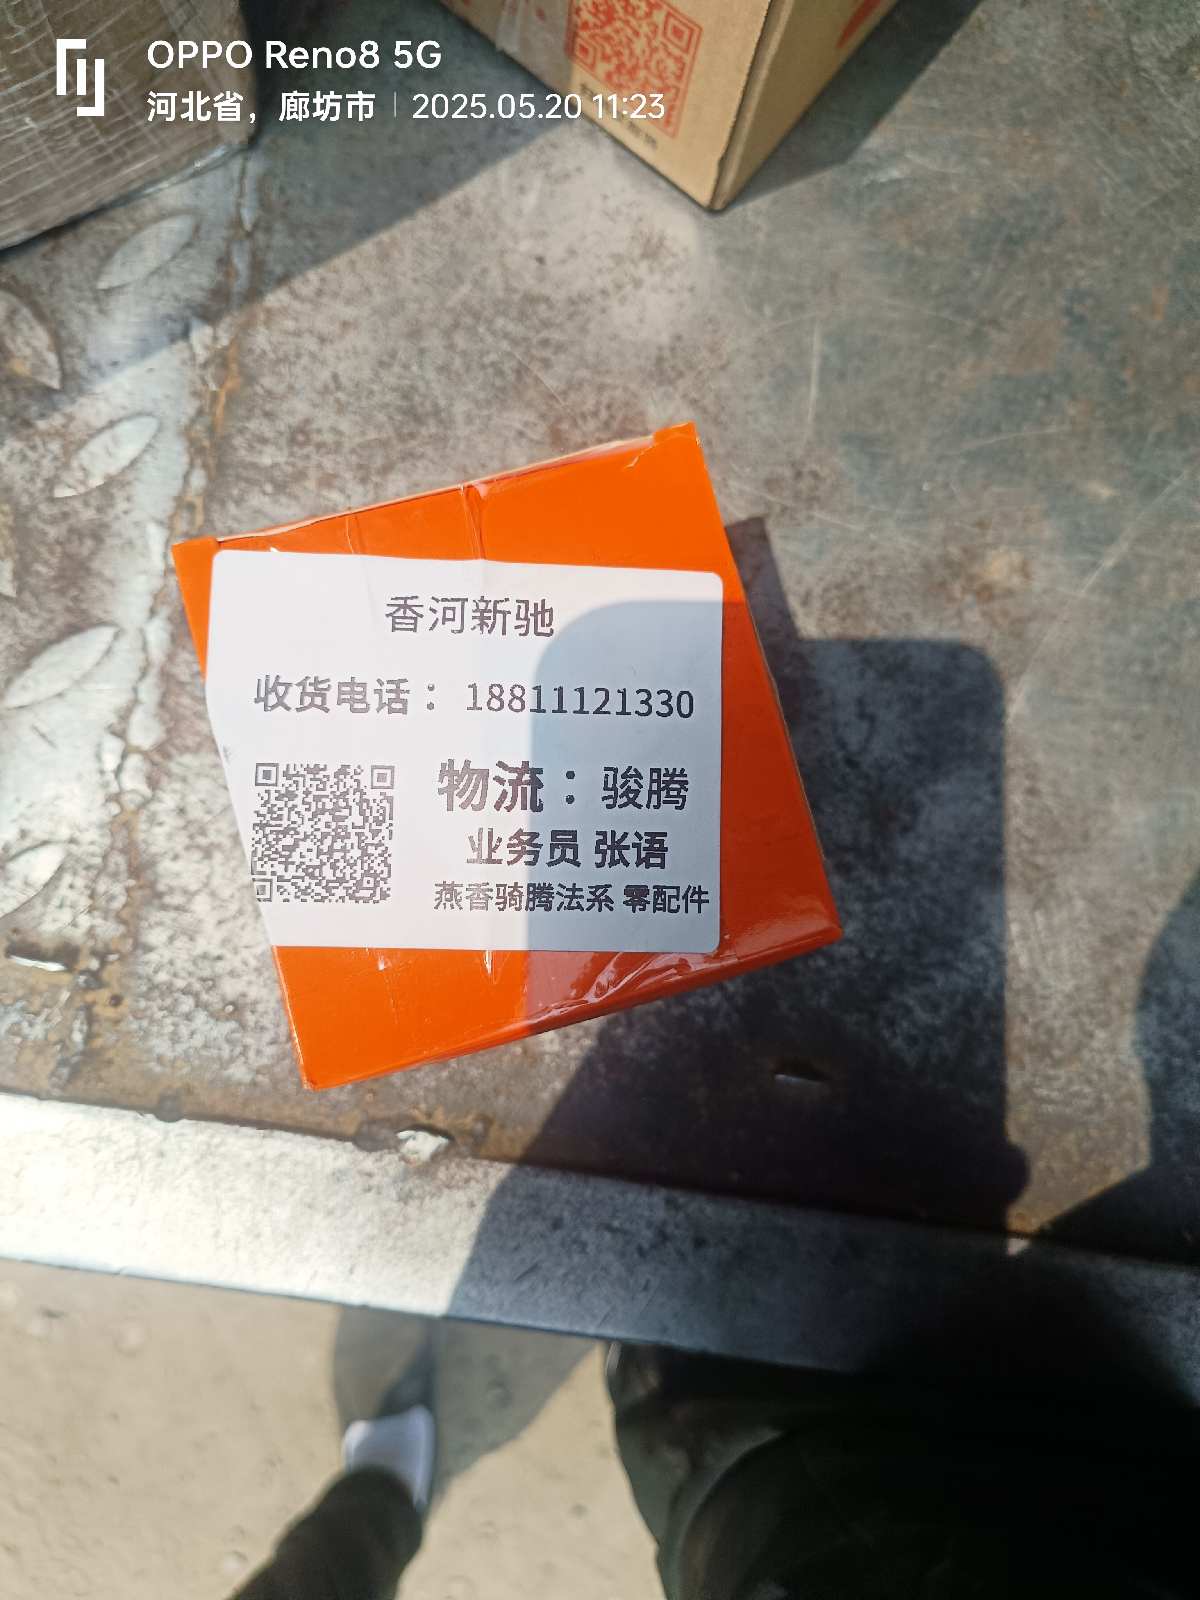 OPPO Reno8 5G
河北省，廊坊市 | 2025.05.20 11:23
香河新驰
收货电话：18811121330
物流：骏腾
业务员 张语
燕香骑腾法系 零配件